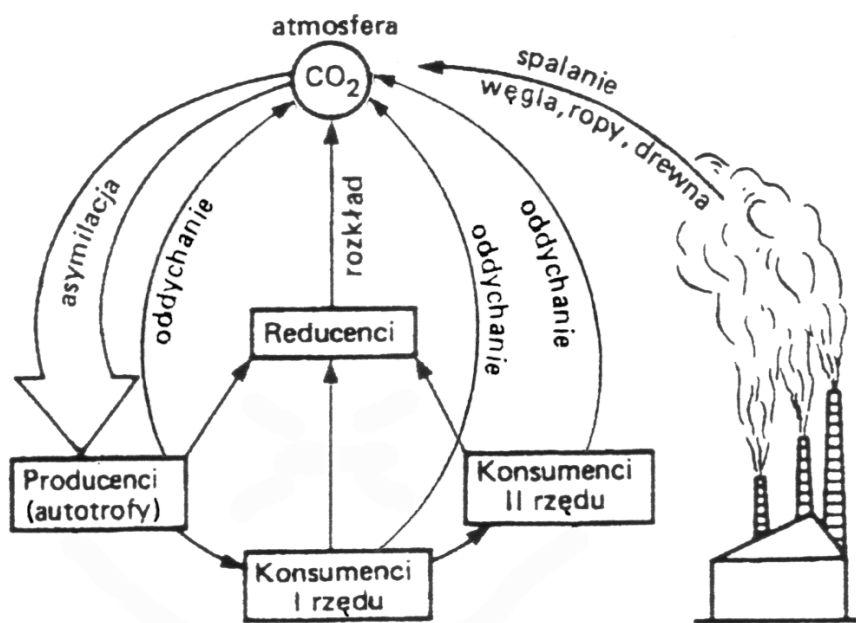 atmosfera
CO₂
spalanie
węgla, ropy, drewna
asymilacja
oddychanie
rozkład
oddychanie
oddychanie
Reducenci
Producenci
(autotrofy)
Konsumenci
II rzędu
Konsumenci
I rzędu